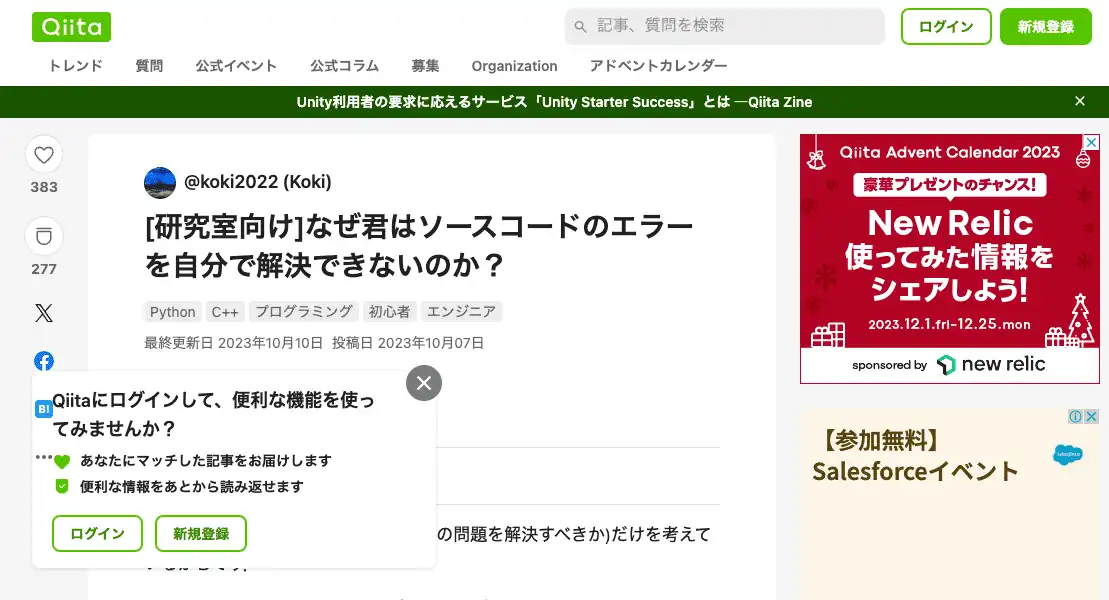 Qiita
記事、質問を検索
ログイン
新規登録
トレンド
質問
公式イベント
公式コラム
募集
Organization
アドベントカレンダー
Unity利用者の要求に応えるサービス「Unity Starter Success」とは ―Qiita Zine
383
277
@koki2022 (Koki)
[研究室向け]なぜ君はソースコードのエラー
を自分で解決できないのか？
Python
C++
プログラミング
初心者
エンジニア
最終更新日 2023年10月10日 投稿日 2023年10月07日
B!
Qiitaにログインして、便利な機能を使っ
てみませんか？
あなたにマッチした記事をお届けします
便利な情報をあとから読み返せます
ログイン
新規登録
の問題を解決すべきか)だけを考えて
Qiita Advent Calendar 2023
豪華プレゼントのチャンス!
New Relic
使ってみた情報を
シェアしよう!
2023.12.1.fri-12.25.mon
sponsored by new relic
【参加無料】
Salesforceイベント
salesforce